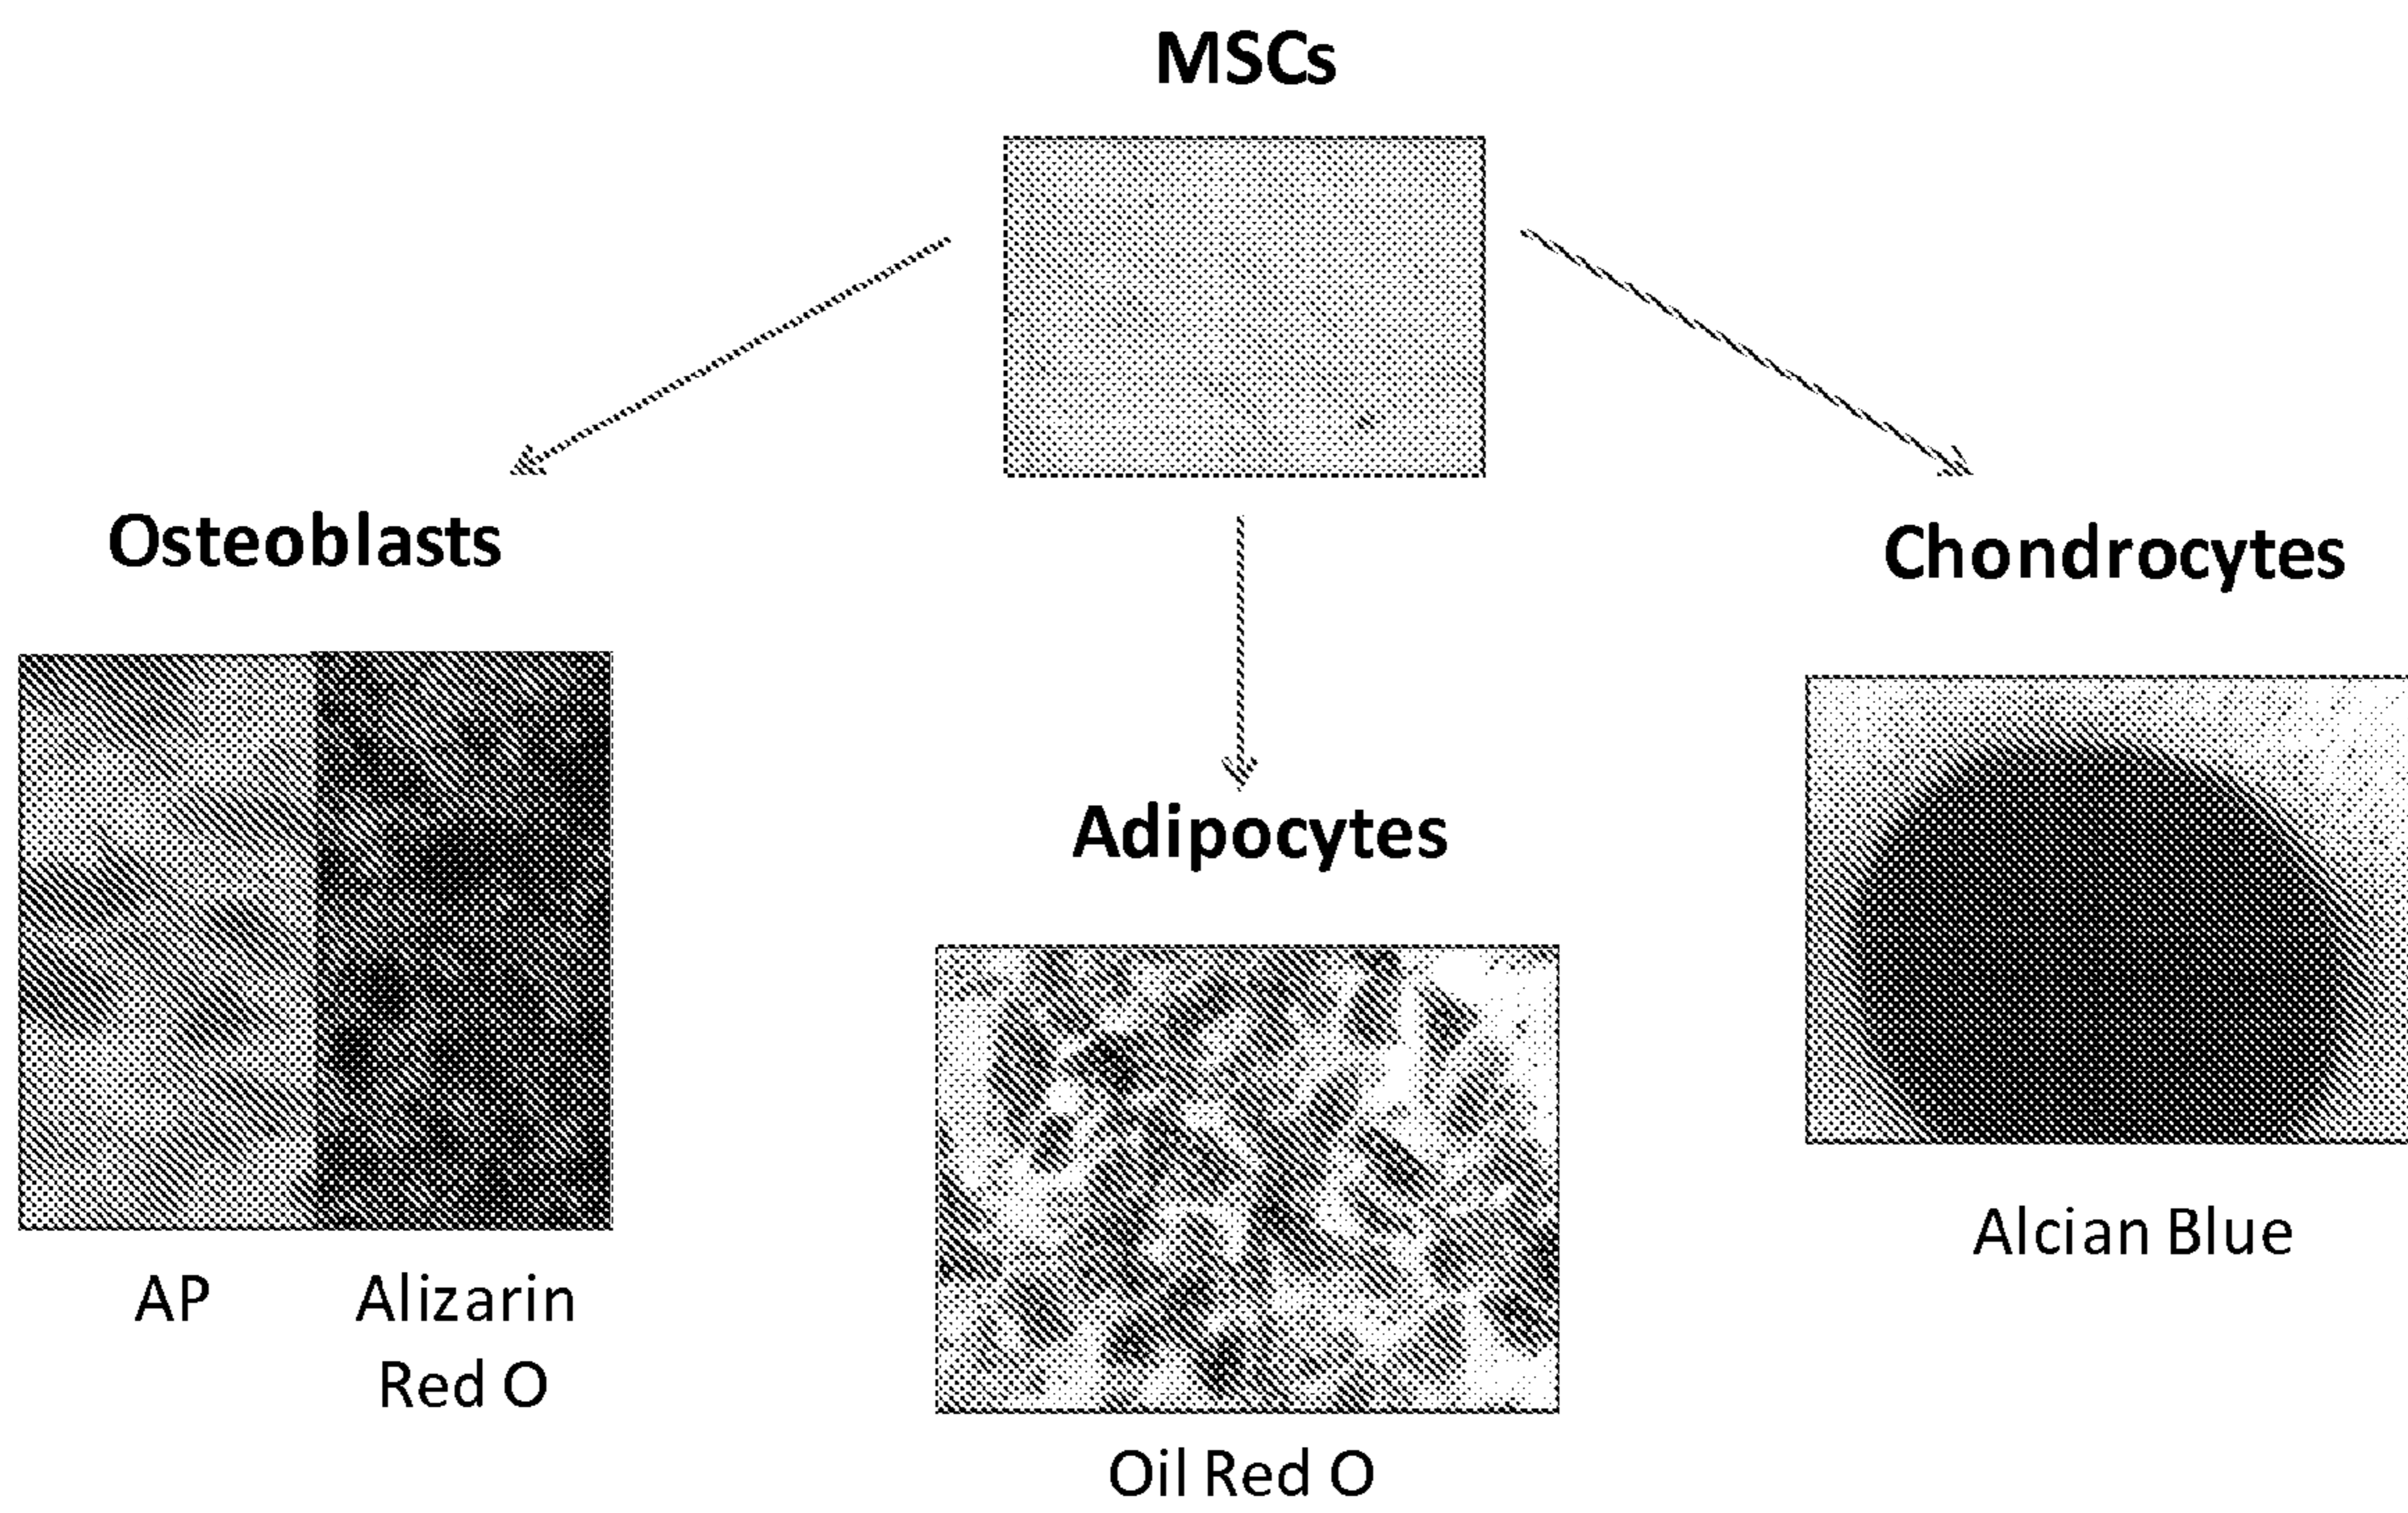 MSCs
Osteoblasts
Chondrocytes
Adipocytes
AP
Alizarin
Red O
Oil Red O
Alcian Blue